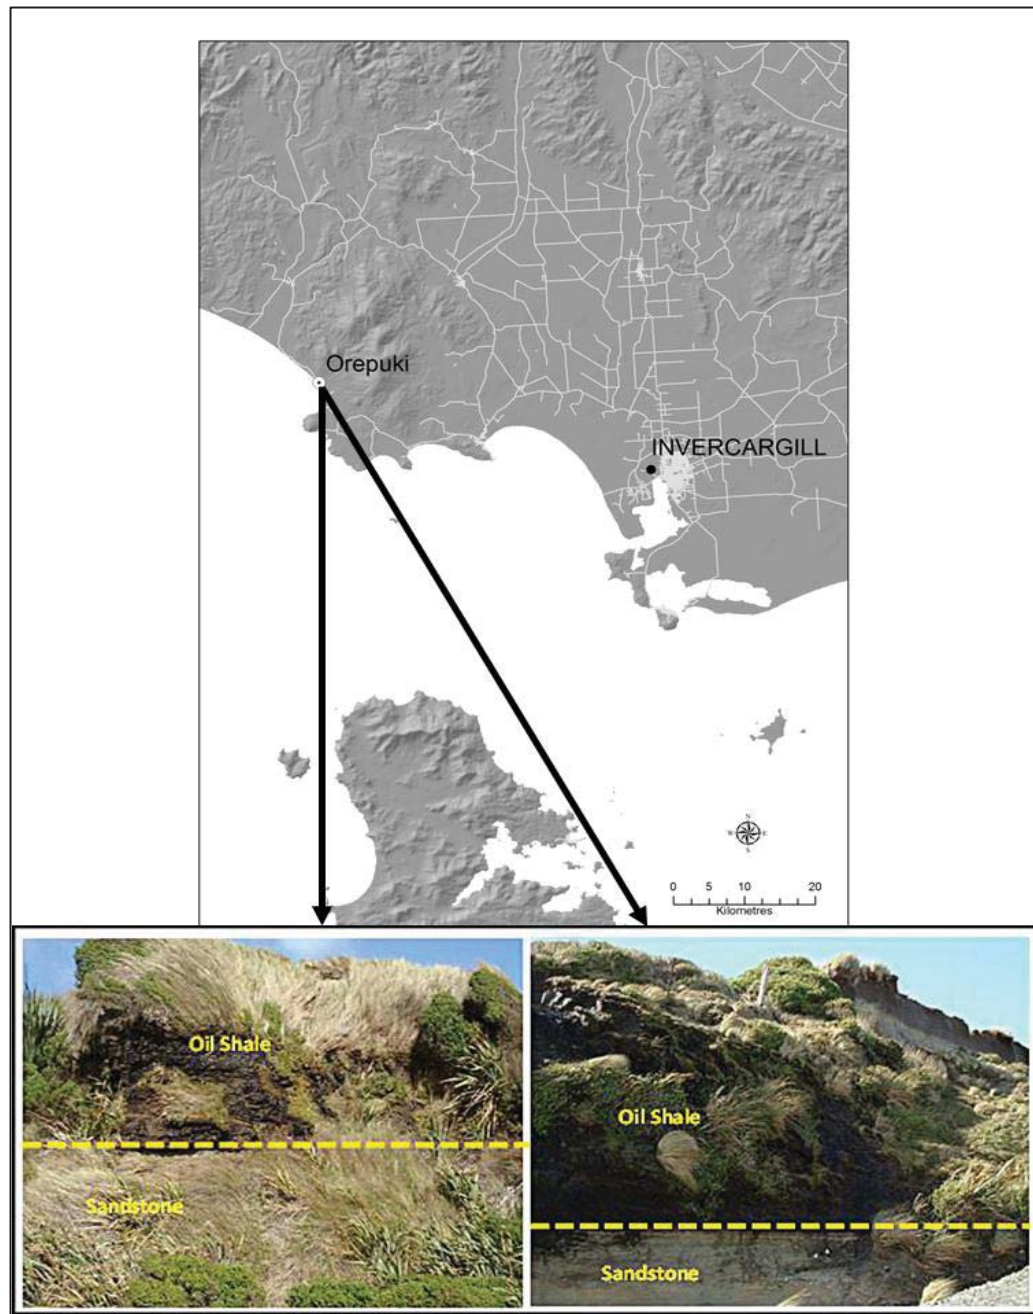 Orepuki
INVERCARGILL
N
W E
S
0 5 10 20
Kilometres
Oil Shale
Sandstone
Oil Shale
Sandstone